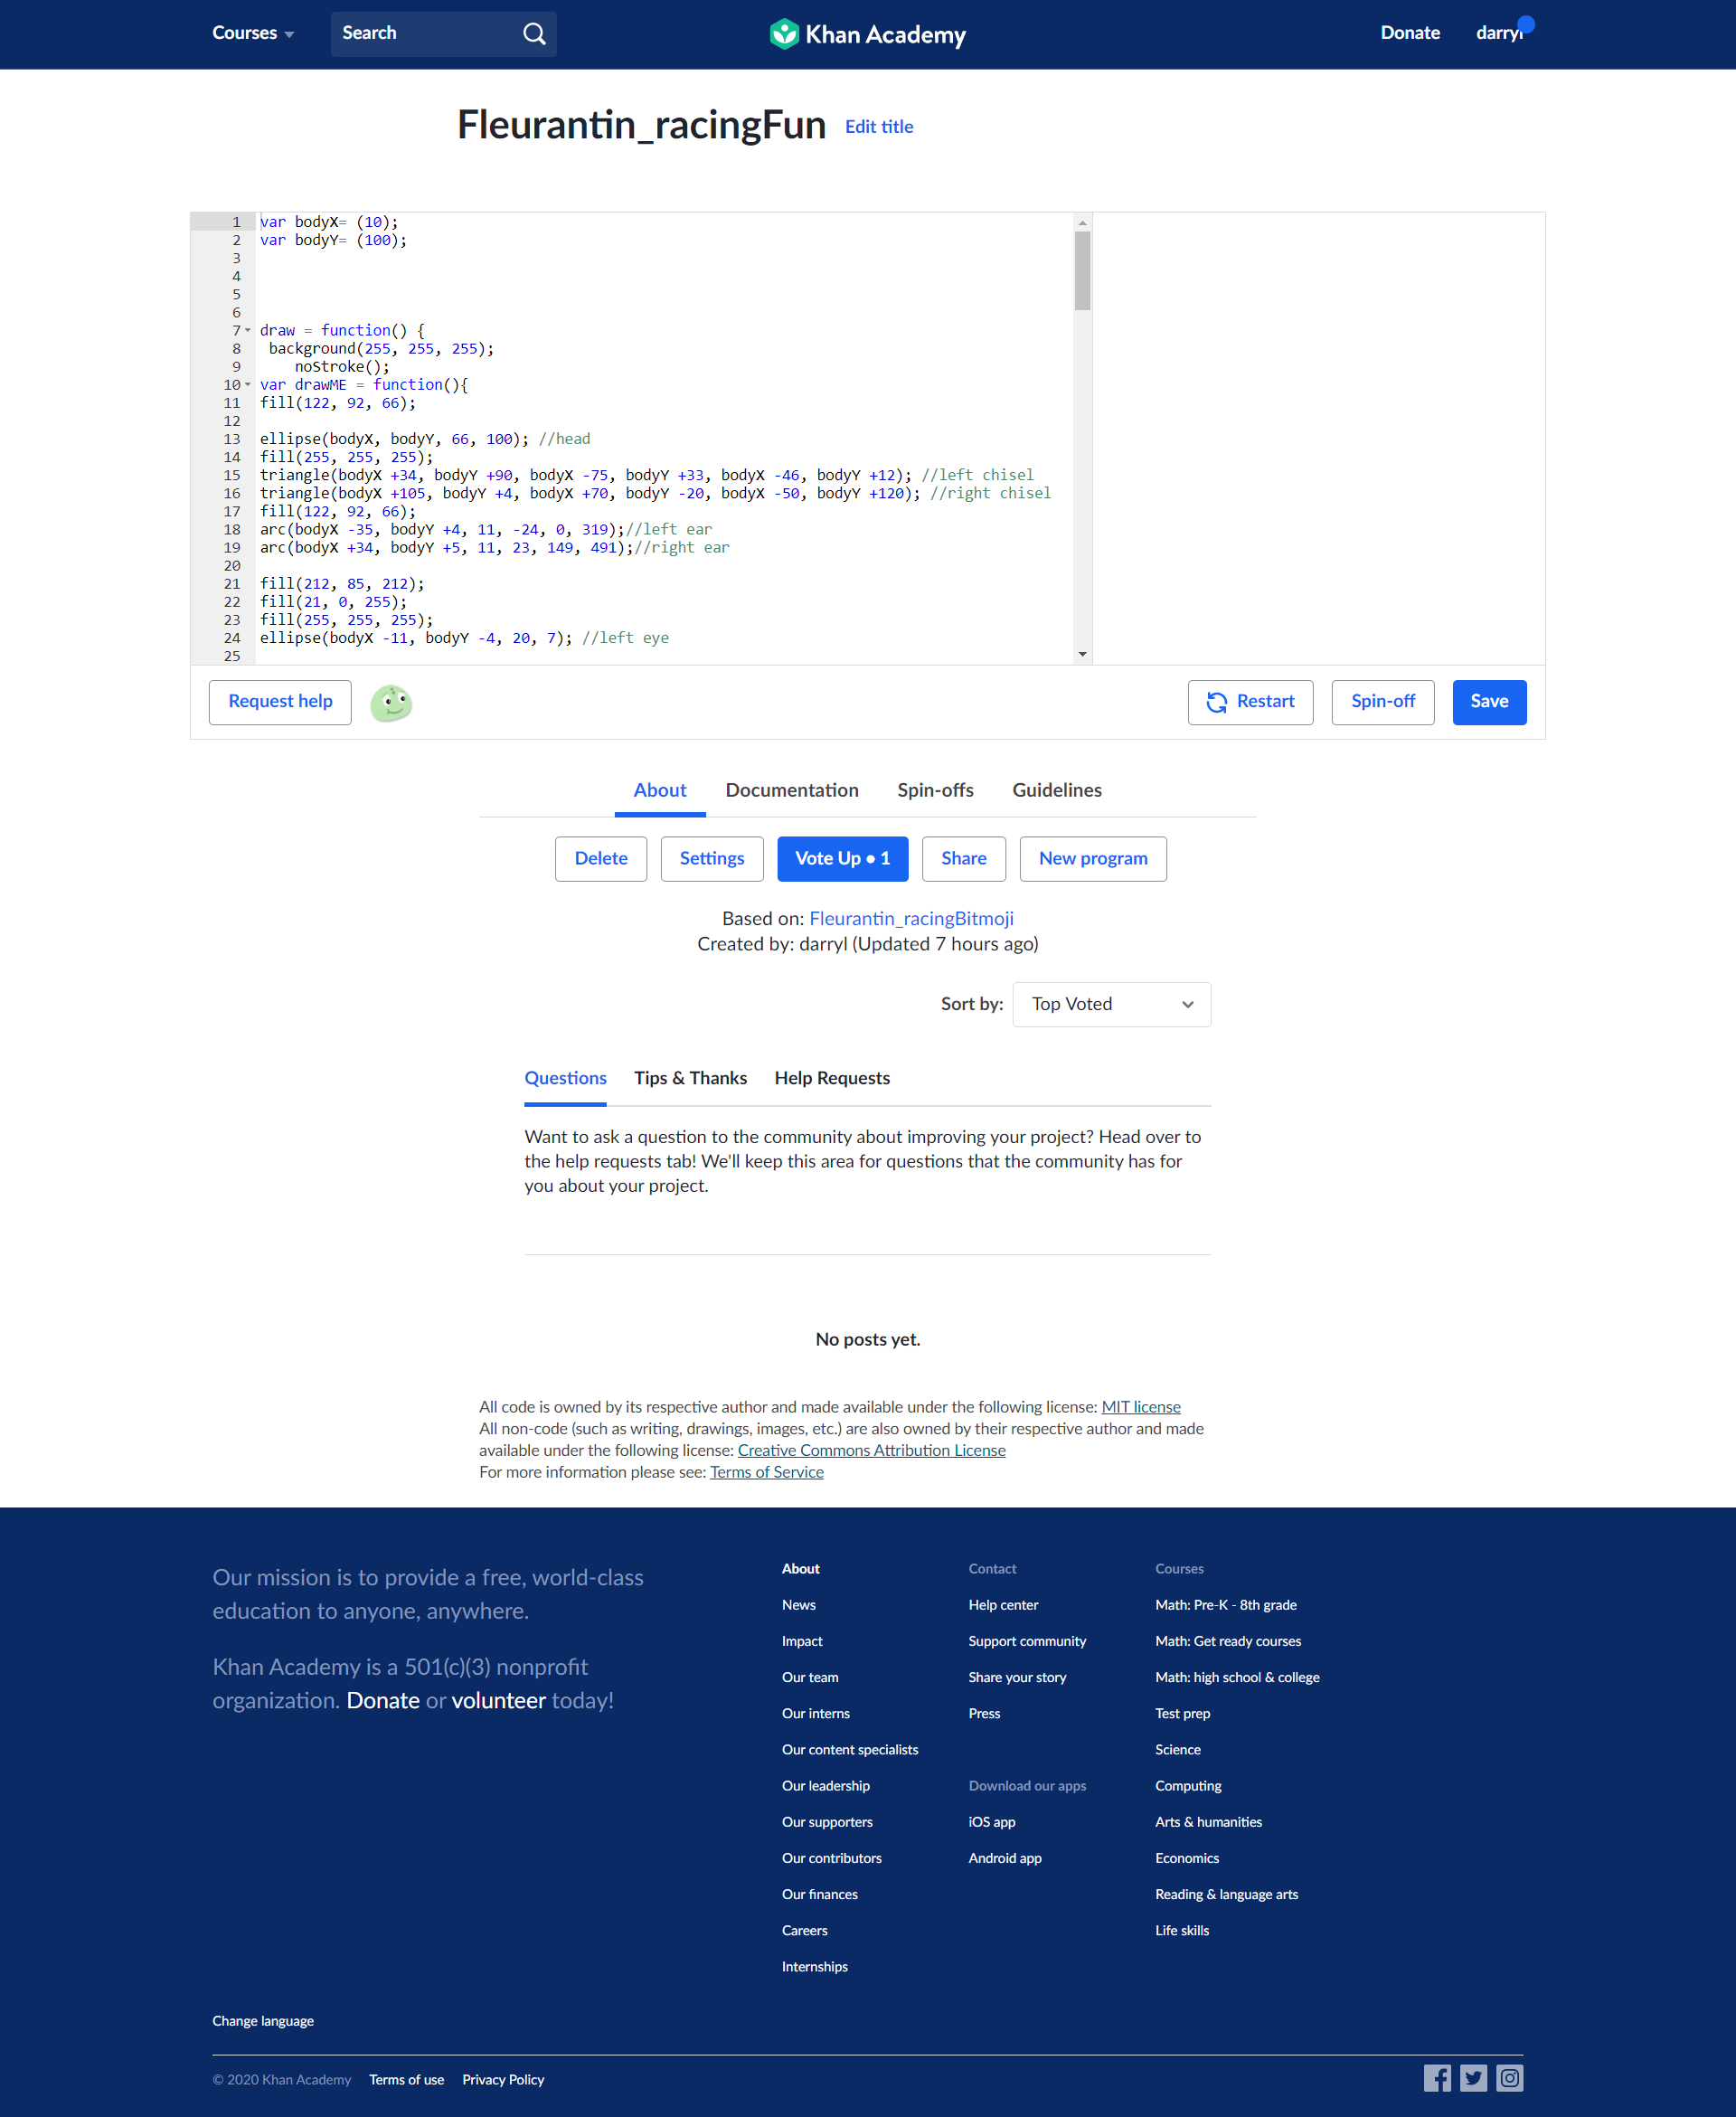 Courses
Search
Khan Academy
Donate
darryl
Fleurantin_racingFun
Edit title
1 var bodyX= (10);
2 var bodyY= (100);
3
4
5
6
7 draw = function() {
8 background(255, 255, 255);
9 noStroke();
10 var drawME = function(){
11 fill(122, 92, 66);
12
13 ellipse(bodyX, bodyY, 66, 100); //head
14 fill(255, 255, 255);
15 triangle(bodyX +34, bodyY +90, bodyX -75, bodyY +33, bodyX -46, bodyY +12); //left chisel
16 triangle(bodyX +105, bodyY +4, bodyX +70, bodyY -20, bodyX -50, bodyY +120); //right chisel
17 fill(122, 92, 66);
18 arc(bodyX -35, bodyY +4, 11, -24, 0, 319);//left ear
19 arc(bodyX +34, bodyY +5, 11, 23, 149, 491);//right ear
20
21 fill(212, 85, 212);
22 fill(21, 0, 255);
23 fill(255, 255, 255);
24 ellipse(bodyX -11, bodyY -4, 20, 7); //left eye
25
Request help
Restart
Spin-off
Save
About
Documentation
Spin-offs
Guidelines
Delete
Settings
Vote Up • 1
Share
New program
Based on: Fleurantin_racingBitmoji
Created by: darryl (Updated 7 hours ago)
Sort by: Top Voted
Questions
Tips & Thanks
Help Requests
Want to ask a question to the community about improving your project? Head over to
the help requests tab! We'll keep this area for questions that the community has for
you about your project.
No posts yet.
All code is owned by its respective author and made available under the following license: MIT license
All non-code (such as writing, drawings, images, etc.) are also owned by their respective author and made
available under the following license: Creative Commons Attribution License
For more information please see: Terms of Service
Our mission is to provide a free, world-class
education to anyone, anywhere.
Khan Academy is a 501(c)(3) nonprofit
organization. Donate or volunteer today!
About
News
Impact
Our team
Our interns
Our content specialists
Our leadership
Our supporters
Our contributors
Our finances
Careers
Internships
Contact
Help center
Support community
Share your story
Press
Download our apps
iOS app
Android app
Courses
Math: Pre-K - 8th grade
Math: Get ready courses
Math: high school & college
Test prep
Science
Computing
Arts & humanities
Economics
Reading & language arts
Life skills
Change language
© 2020 Khan Academy
Terms of use
Privacy Policy